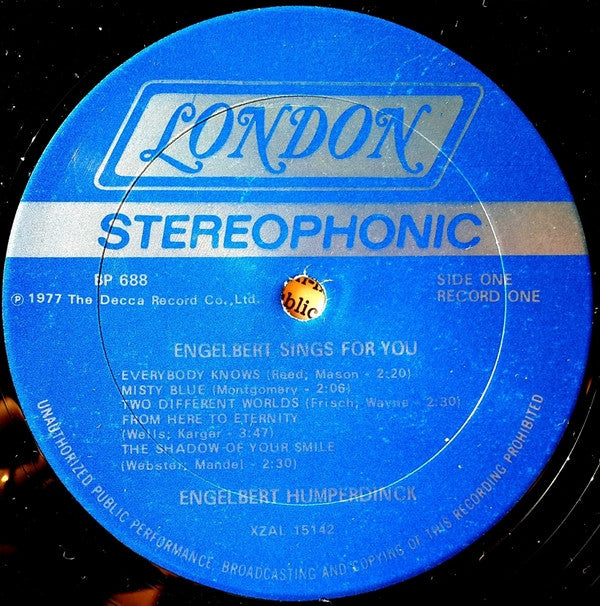 LONDON
STEREOPHONIC
BP 688
SIDE ONE
℗ 1977 The Decca Record Co., Ltd.
RECORD ONE
blic
ENGELBERT SINGS FOR YOU
EVERYBODY KNOWS (Reed; Mason - 2:20)
MISTY BLUE (Montgomery - 2:06)
TWO DIFFERENT WORLDS (Frisch; Wayne - 2:30)
FROM HERE TO ETERNITY
(Wells; Karger - 3:47)
THE SHADOW OF YOUR SMILE
(Webster; Mandel - 2:30)
ENGELBERT HUMPERDINCK
XZAL 15142
UNAUTHORIZED PUBLIC PERFORMANCE, BROADCASTING AND COPYING OF THIS RECORDING PROHIBITED